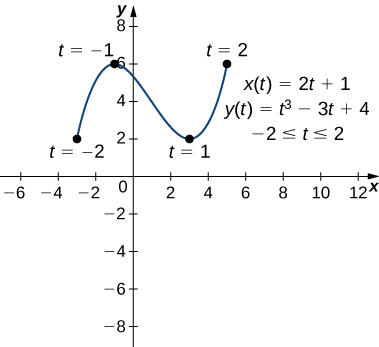 y
8
t = −1
6
t = 2
x(t) = 2t + 1
4
y(t) = t³ − 3t + 4
−2 ≤ t ≤ 2
2
t = −2
t = 1
−6 −4 −2 0 2 4 6 8 10 12 x
−2
−4
−6
−8